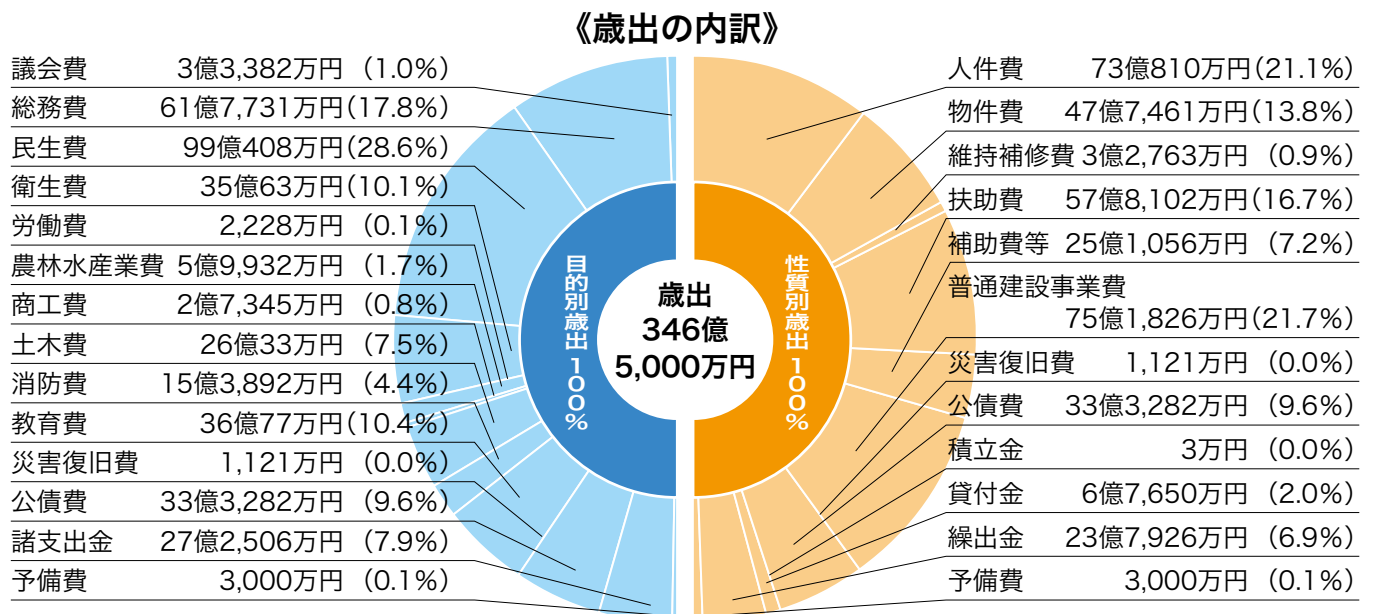 《歳出の内訳》
議会費 3億3,382万円 (1.0%)
総務費 61億7,731万円(17.8%)
民生費 99億408万円(28.6%)
衛生費 35億63万円(10.1%)
労働費 2,228万円 (0.1%)
農林水産業費 5億9,932万円 (1.7%)
商工費 2億7,345万円 (0.8%)
土木費 26億33万円 (7.5%)
消防費 15億3,892万円 (4.4%)
教育費 36億77万円(10.4%)
災害復旧費 1,121万円 (0.0%)
公債費 33億3,282万円 (9.6%)
諸支出金 27億2,506万円 (7.9%)
予備費 3,000万円 (0.1%)
目的別歳出 100%
歳出
346億
5,000万円
性質別歳出 100%
人件費 73億810万円(21.1%)
物件費 47億7,461万円(13.8%)
維持補修費 3億2,763万円 (0.9%)
扶助費 57億8,102万円(16.7%)
補助費等 25億1,056万円 (7.2%)
普通建設事業費
75億1,826万円(21.7%)
災害復旧費 1,121万円 (0.0%)
公債費 33億3,282万円 (9.6%)
積立金 3万円 (0.0%)
貸付金 6億7,650万円 (2.0%)
繰出金 23億7,926万円 (6.9%)
予備費 3,000万円 (0.1%)